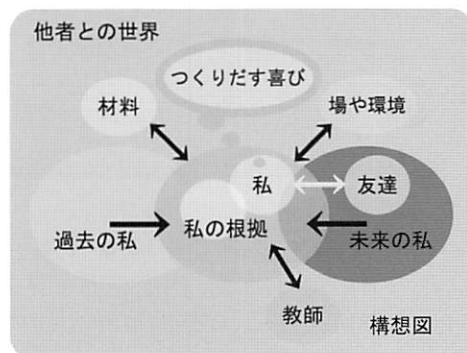 他者との世界
つくりだす喜び
材料
場や環境
私
友達
過去の私
私の根拠
未来の私
教師
構想図